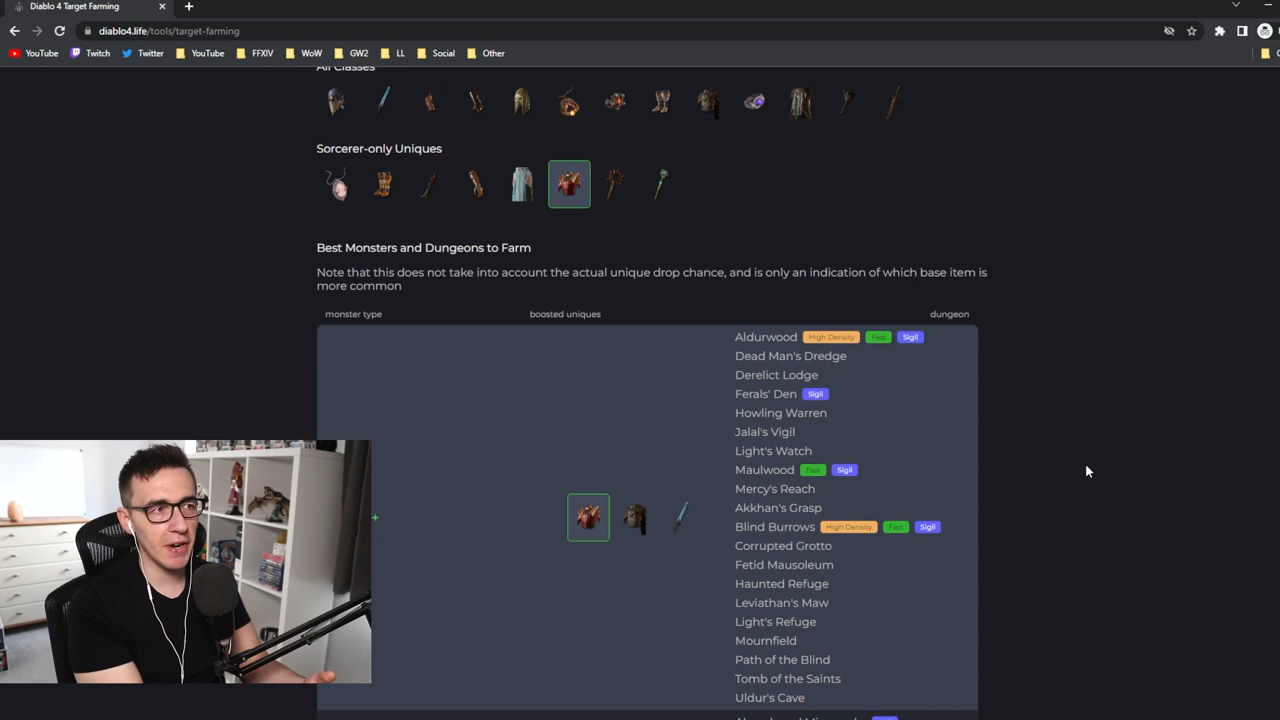 Diablo 4 Target Farming
diablo4.life/tools/target-farming
YouTube Twitch Twitter YouTube FFXIV WoW GW2 LL Social Other
All Classes
Sorcerer-only Uniques
Best Monsters and Dungeons to Farm
Note that this does not take into account the actual unique drop chance, and is only an indication of which base item is
more common
monster type boosted uniques dungeon
Aldurwood High Density Fast Sigil
Dead Man's Dredge
Derelict Lodge
Ferals' Den Sigil
Howling Warren
Jalal's Vigil
Light's Watch
Maulwood Fast Sigil
Mercy's Reach
Akkhan's Grasp
Blind Burrows High Density Fast Sigil
Corrupted Grotto
Fetid Mausoleum
Haunted Refuge
Leviathan's Maw
Light's Refuge
Mournfield
Path of the Blind
Tomb of the Saints
Uldur's Cave